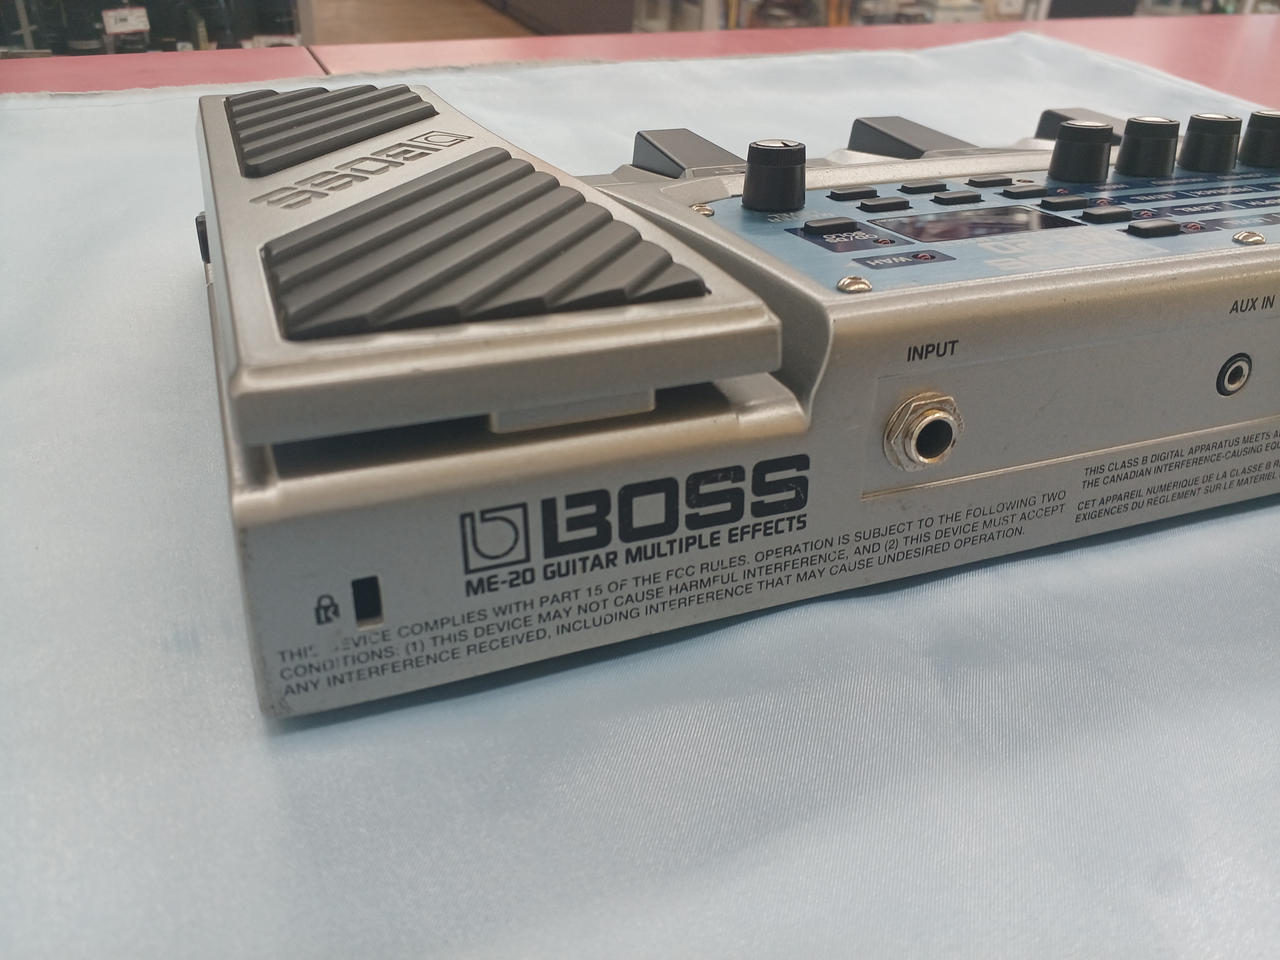 BOSS
WAH
INPUT
AUX IN
BOSS
ME-20 GUITAR MULTIPLE EFFECTS
DEVICE COMPLIES WITH PART 15 OF THE FCC RULES. OPERATION IS SUBJECT TO THE FOLLOWING TWO
CONDITIONS: (1) THIS DEVICE MAY NOT CAUSE HARMFUL INTERFERENCE, AND (2) THIS DEVICE MUST ACCEPT
ANY INTERFERENCE RECEIVED, INCLUDING INTERFERENCE THAT MAY CAUSE UNDESIRED OPERATION.
THIS CLASS B DIGITAL APPARATUS MEETS
THE CANADIAN INTERFERENCE-CAUSING
CET APPAREIL NUMÉRIQUE DE LA CLASSE B
EXIGENCES DU RÉGLEMENT SUR LE MATÉRIEL